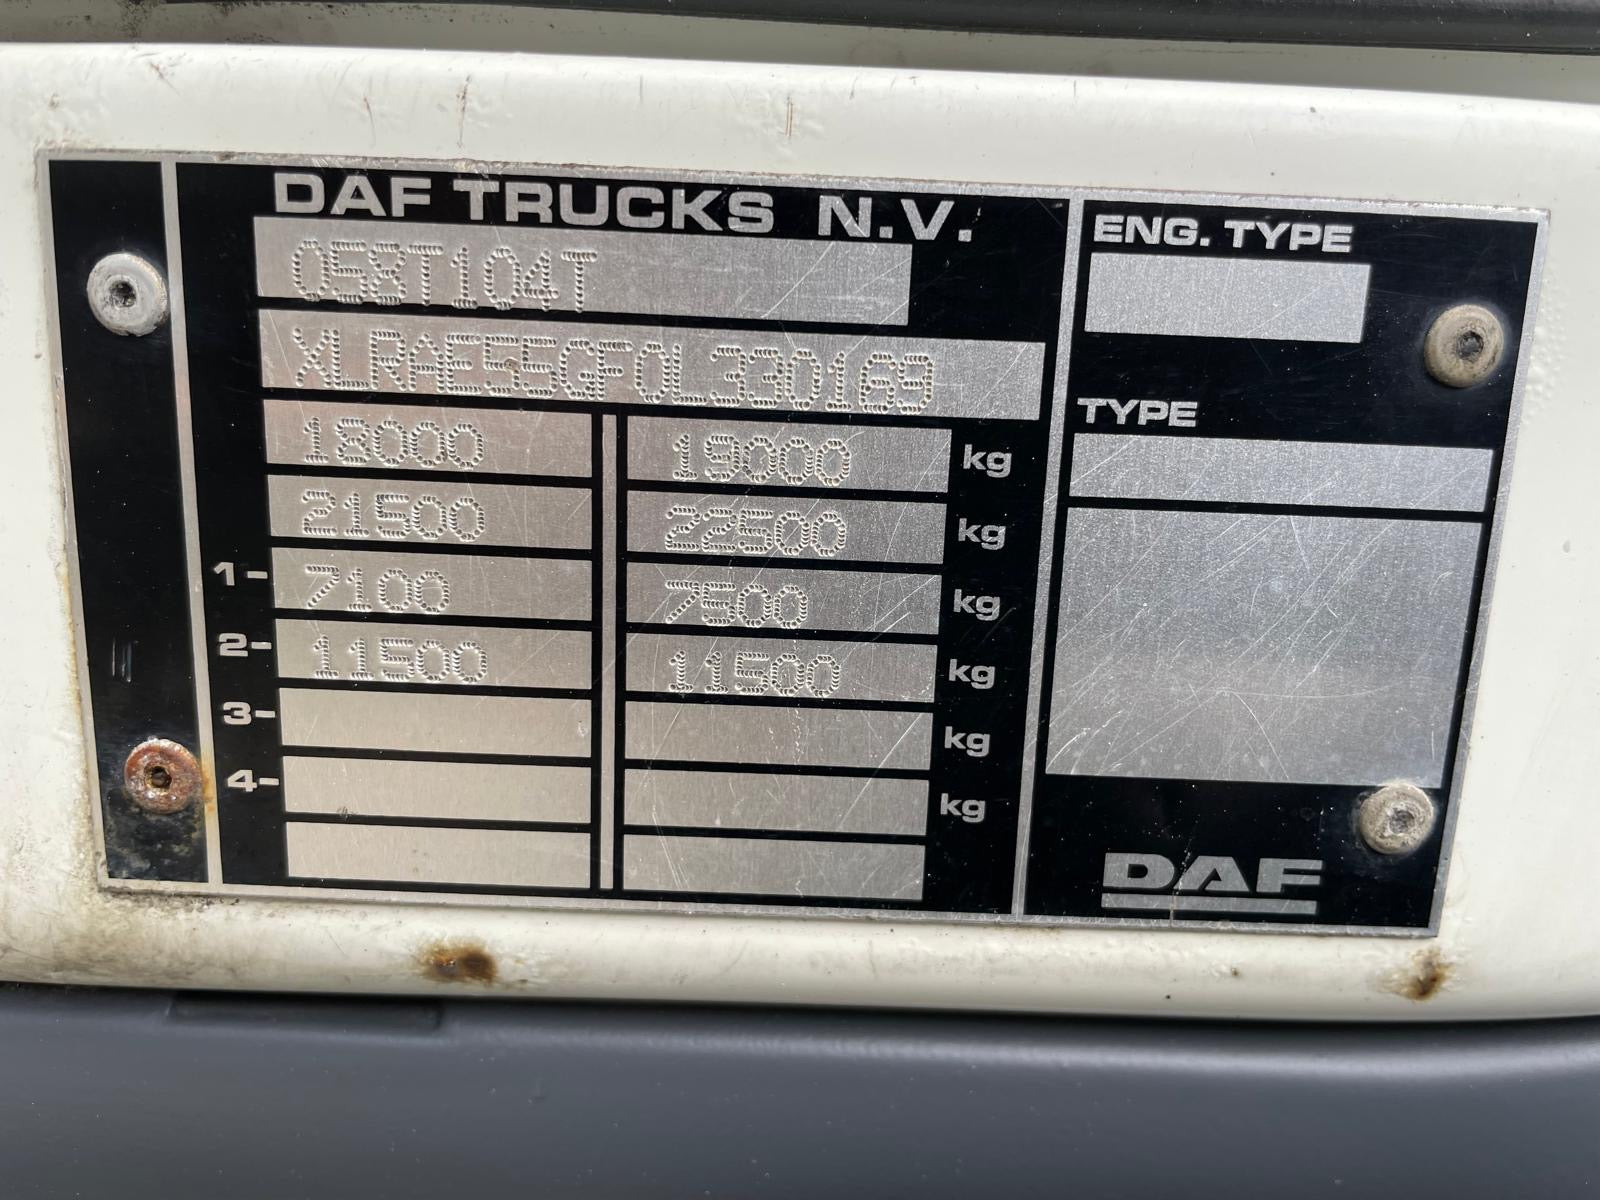 DAF TRUCKS N.V.
058T104T
XLRAE55GF0L330169
18000 19000 kg
21500 22500 kg
1- 7100 7500 kg
2- 11500 11500 kg
3- kg
4- kg
ENG. TYPE
TYPE
DAF